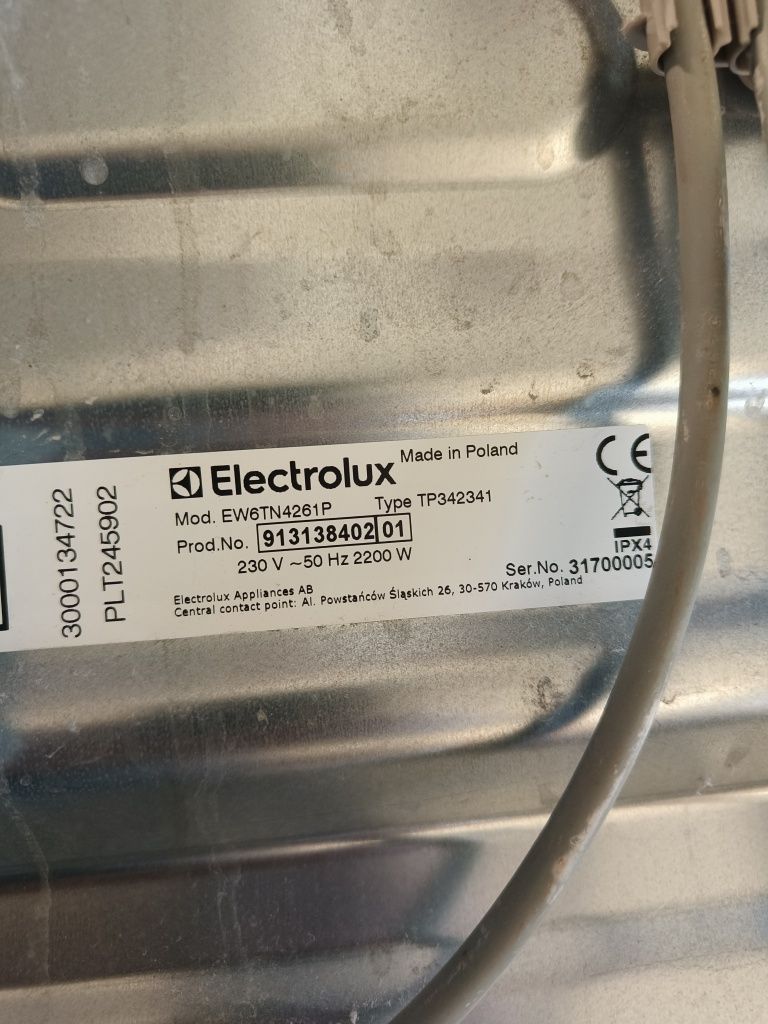 Electrolux
Made in Poland
Mod. EW6TN4261P
Type TP342341
Prod.No. 913138402 01
230 V ~50 Hz 2200 W
Electrolux Appliances AB
Central contact point: Al. Powstańców Śląskich 26, 30-570 Kraków, Poland
CE
IPX4
Ser.No. 31700005
3000134722
PLT245902